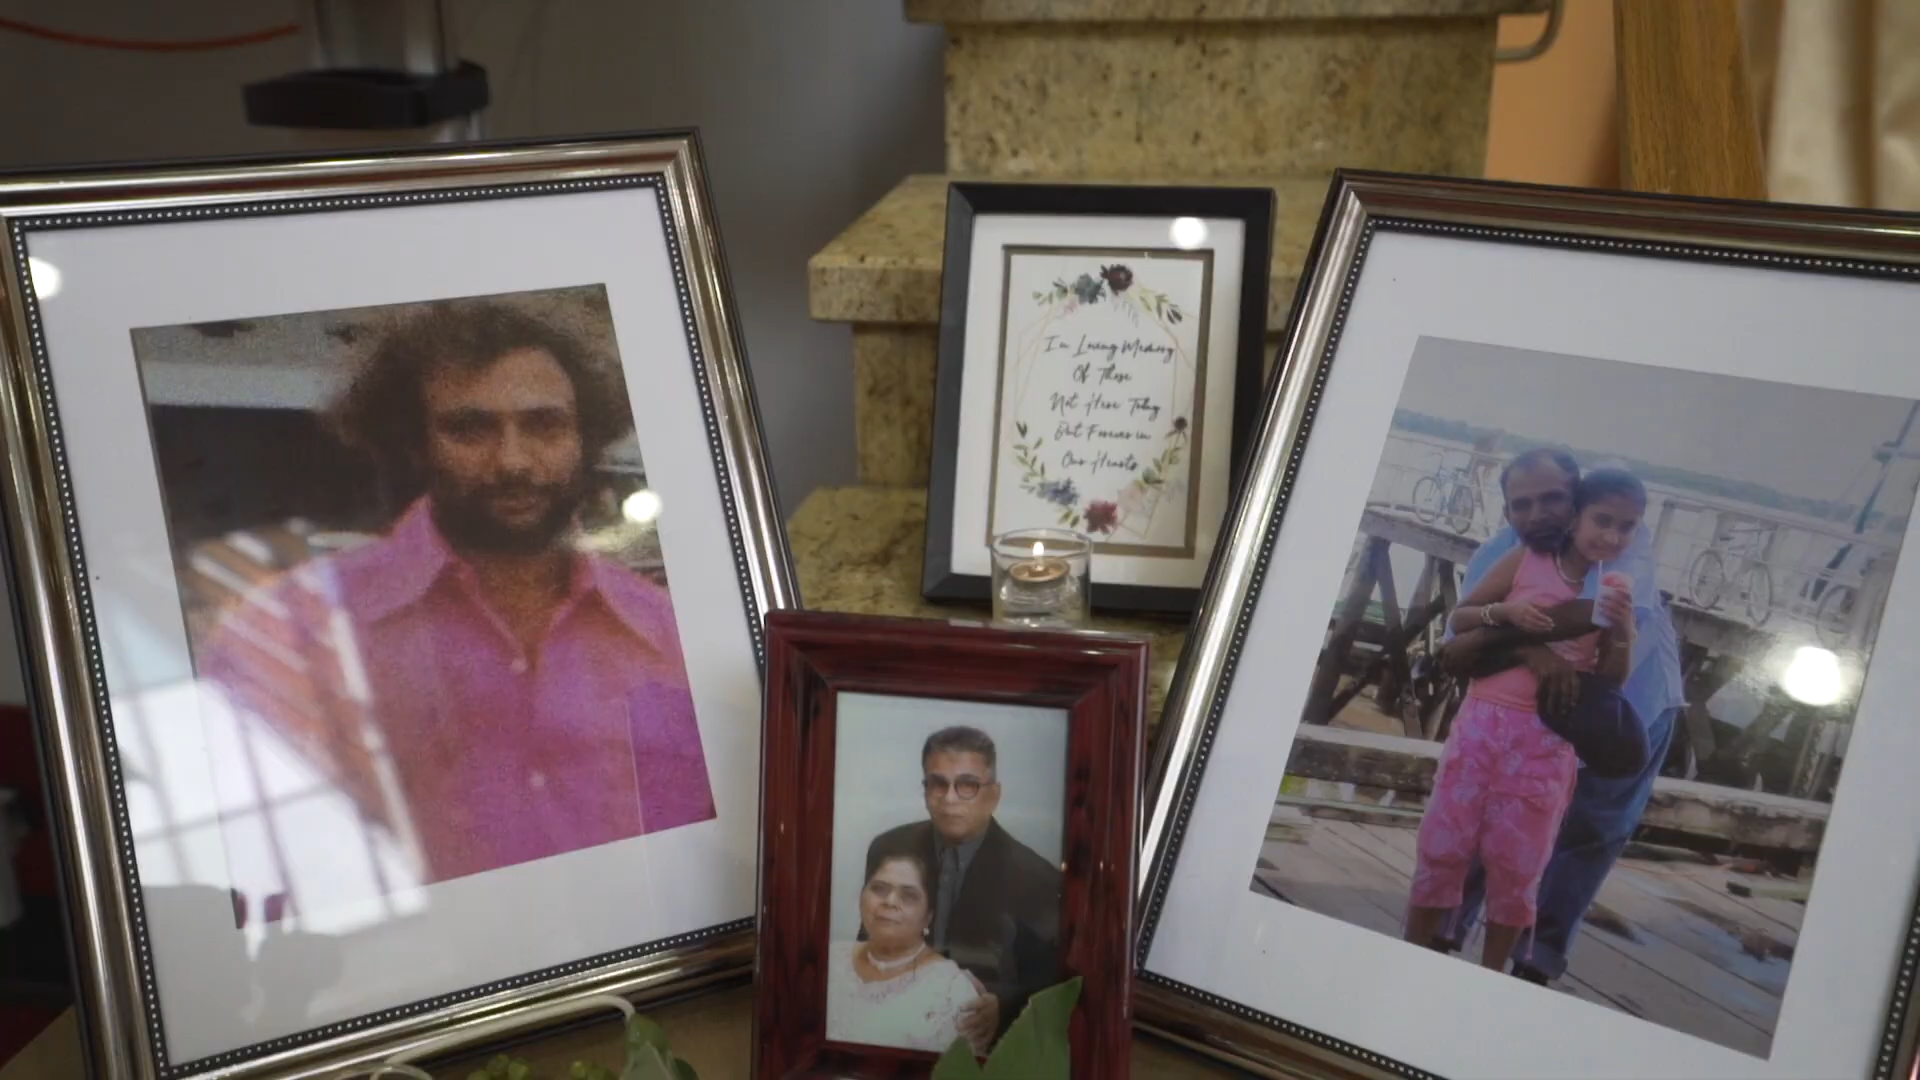 In Loving Memory
Of Those
Not Here Today
But Forever in
Our Hearts